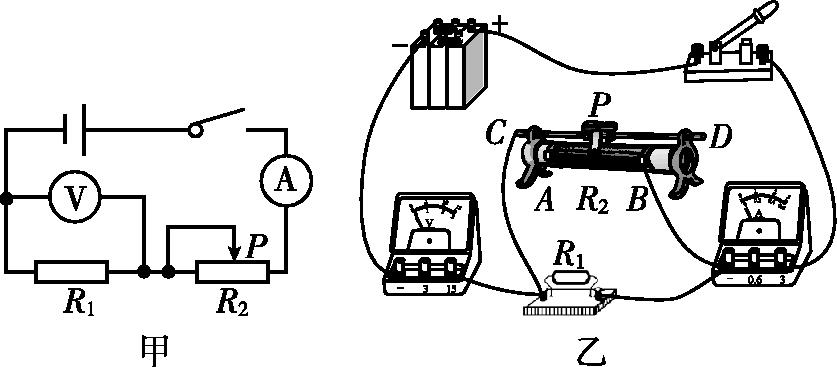 V
A
P
R₁
R₂
甲
− +
P
C D
A R₂ B
V
− 3 15
R₁
A
− 0.6 3
乙